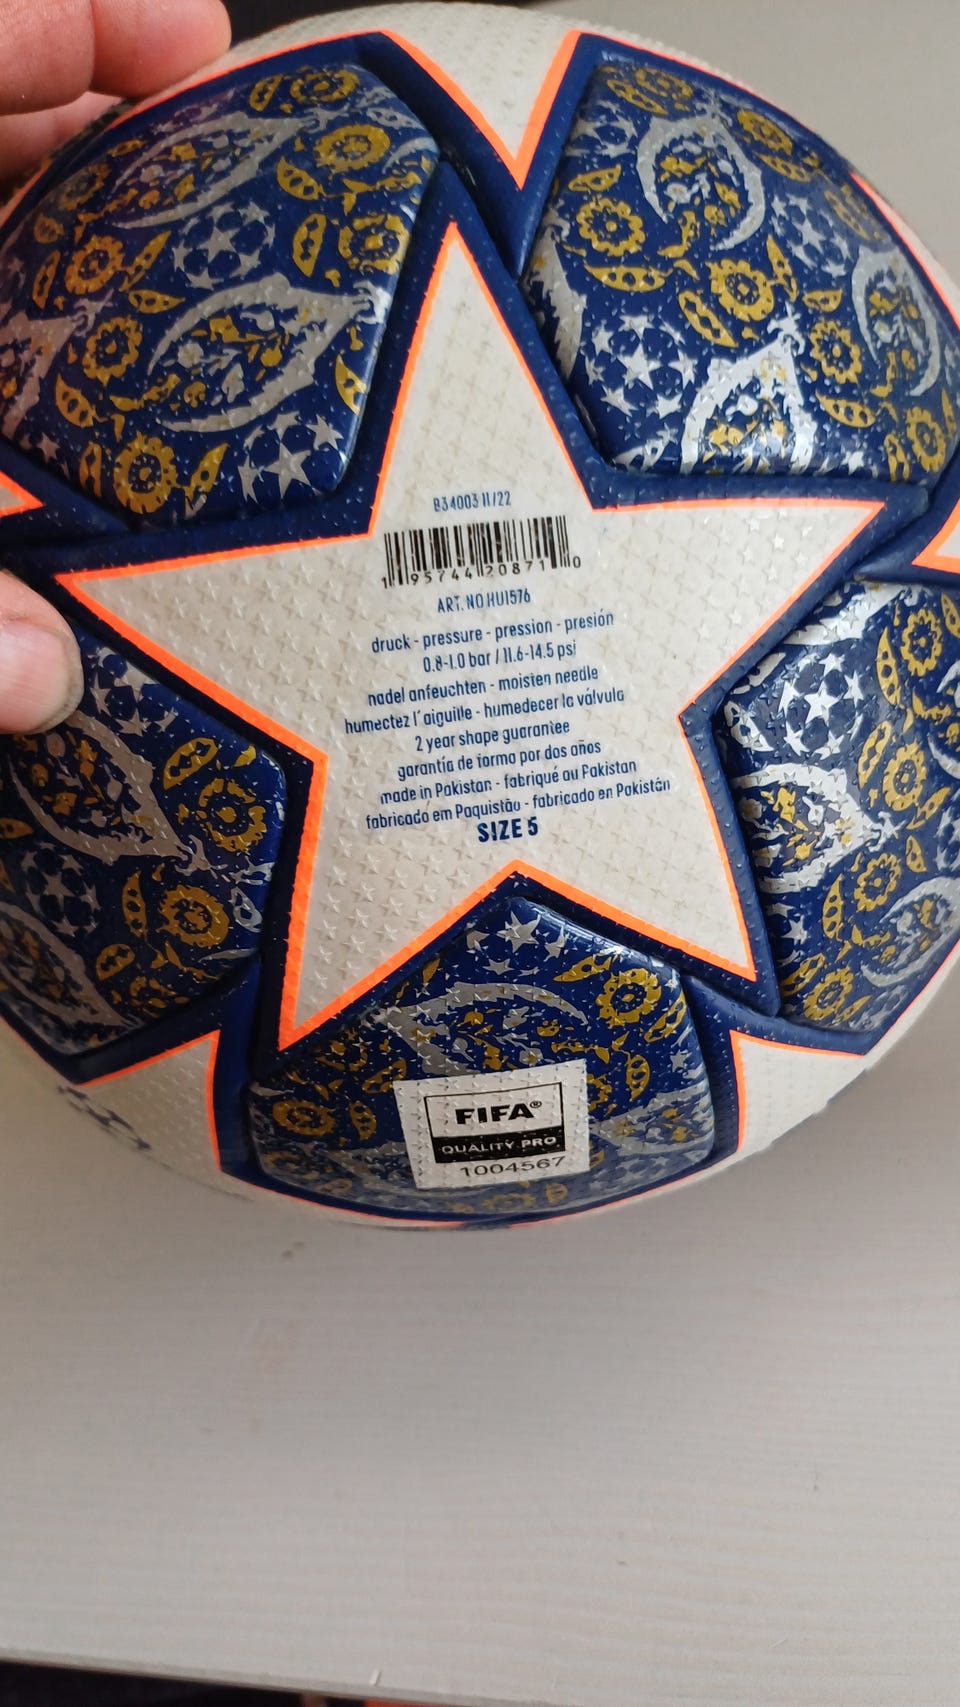 B34003 11/22
1 95744 20871 0
ART. NO HU1576
druck - pressure - pression - presión
0.8-1.0 bar / 11.6-14.5 psi
nadel anfeuchten - moisten needle
humectez l'aiguille - humedecer la válvula
2 year shape guarantee
garantía de forma por dos años
made in Pakistan - fabriqué au Pakistan
fabricado em Paquistão - fabricado en Pakistán
SIZE 5
FIFA®
QUALITY PRO
1004567